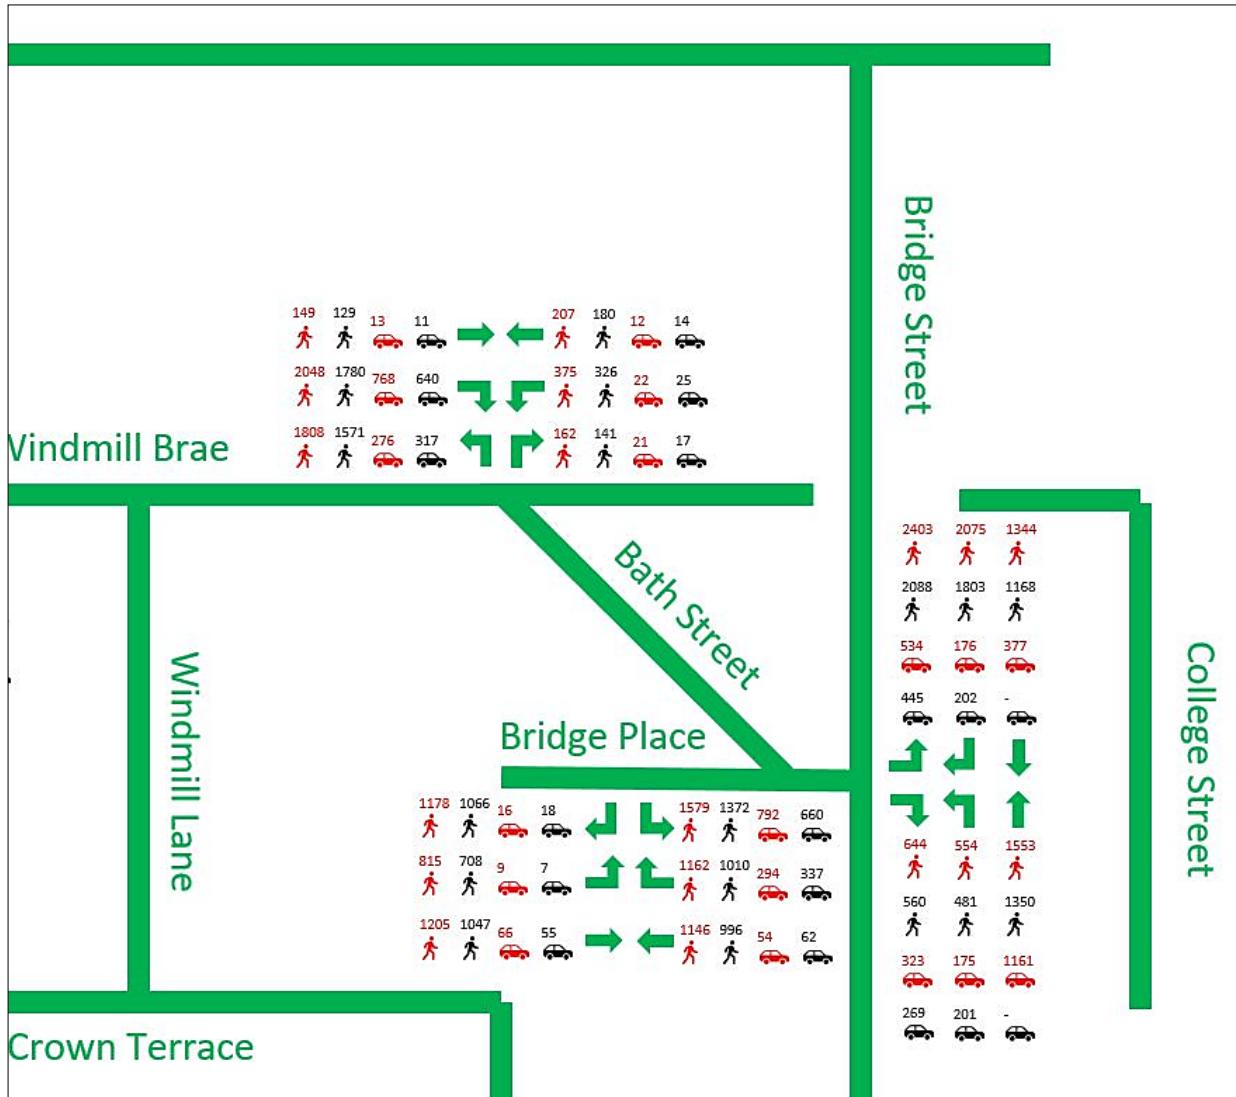 Bridge Street
149 129 13 11 207 180 12 14
2048 1780 768 640 375 326 22 25
1808 1571 276 317 162 141 21 17
Vindmill Brae
2403 2075 1344
2088 1803 1168
534 176 377
445 202 -
Bath Street
Windmill Lane
College Street
Bridge Place
1178 1066 16 18 1579 1372 792 660
815 708 9 7 1162 1010 294 337
1205 1047 66 55 1146 996 54 62
644 554 1553
560 481 1350
323 175 1161
269 201 -
Crown Terrace